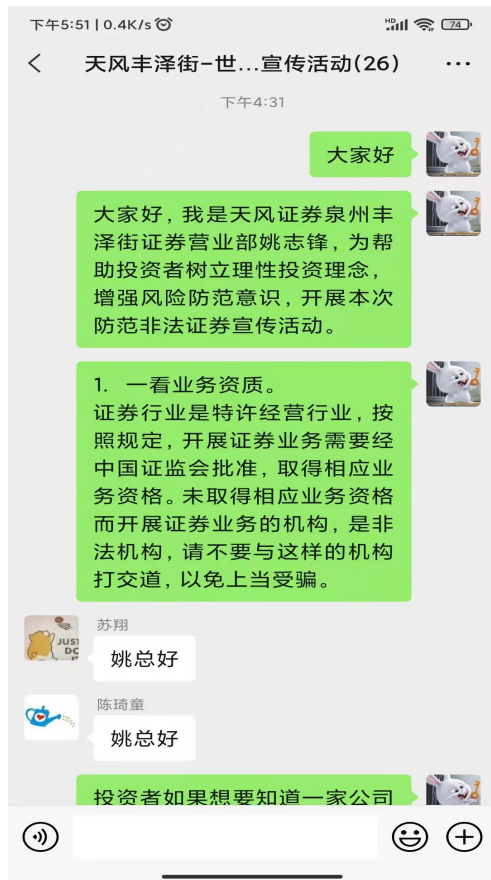 下午5:51 | 0.4K/s
HD
74
天风丰泽街-世...宣传活动(26)
下午4:31
大家好
大家好，我是天风证券泉州丰
泽街证券营业部姚志锋，为帮
助投资者树立理性投资理念，
增强风险防范意识，开展本次
防范非法证券宣传活动。
1. 一看业务资质。
证券行业是特许经营行业，按
照规定，开展证券业务需要经
中国证监会批准，取得相应业
务资格。未取得相应业务资格
而开展证券业务的机构，是非
法机构，请不要与这样的机构
打交道，以免上当受骗。
苏翔
JUST
DO
IT
姚总好
陈琦童
姚总好
投资者如果想要知道一家公司